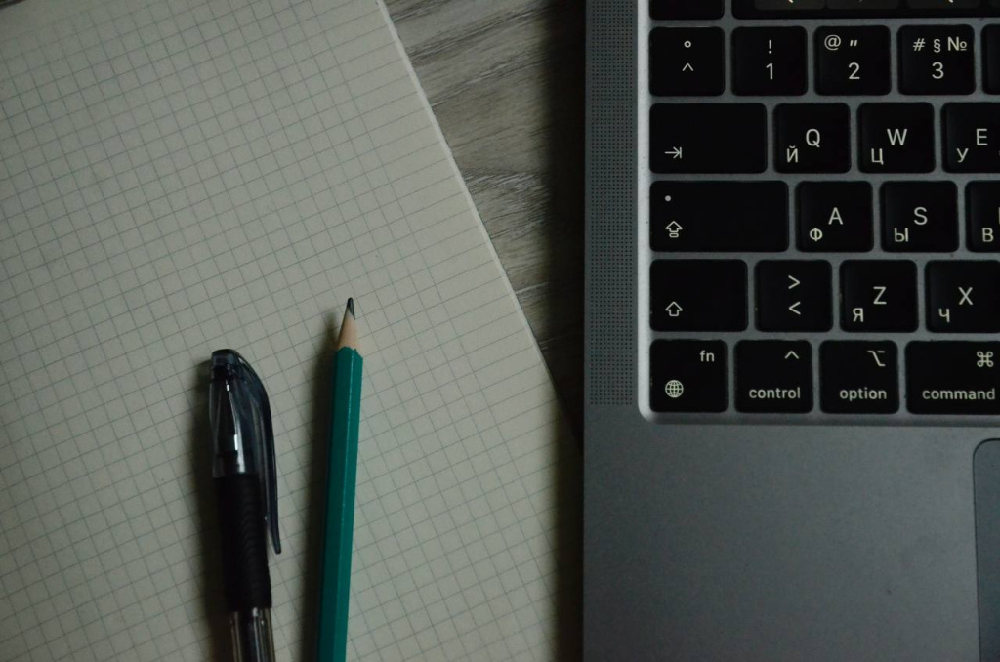 ° ! @ " # § №
^ 1 2 3
Q W E
Й Ц У
A S
Ф Ы В
> Z X
< Я Ч
fn ^ ⌥ ⌘
control option command